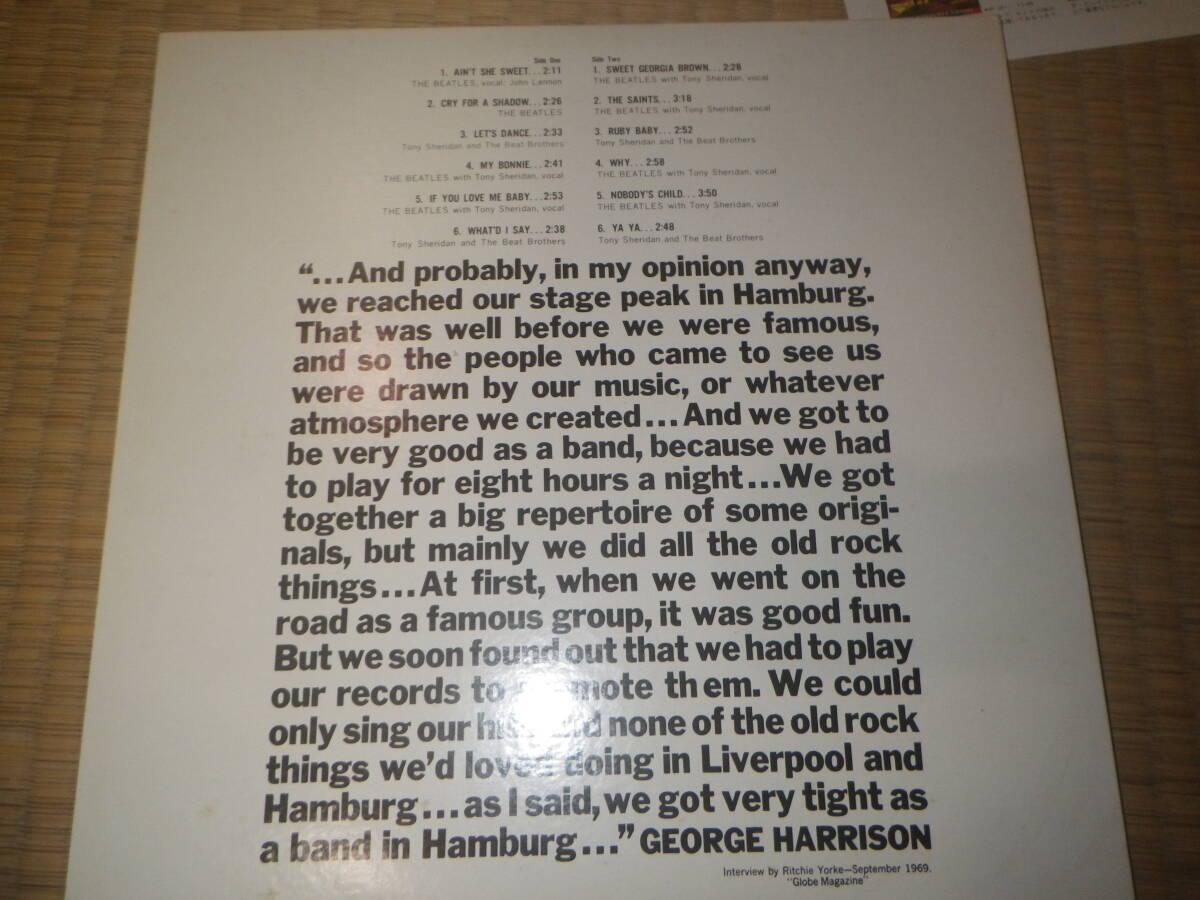 Side One
1. AIN'T SHE SWEET...2:11
THE BEATLES, vocal: John Lennon
2. CRY FOR A SHADOW...2:26
THE BEATLES
3. LET'S DANCE...2:33
Tony Sheridan and The Beat Brothers
4. MY BONNIE...2:41
THE BEATLES with Tony Sheridan, vocal
5. IF YOU LOVE ME BABY...2:53
THE BEATLES with Tony Sheridan, vocal
6. WHAT'D I SAY...2:38
Tony Sheridan and The Beat Brothers
Side Two
1. SWEET GEORGIA BROWN...2:28
THE BEATLES with Tony Sheridan, vocal
2. THE SAINTS...3:18
THE BEATLES with Tony Sheridan, vocal
3. RUBY BABY...2:52
Tony Sheridan and The Beat Brothers
4. WHY...2:58
THE BEATLES with Tony Sheridan, vocal
5. NOBODY'S CHILD...3:50
THE BEATLES with Tony Sheridan, vocal
6. YA YA...2:48
Tony Sheridan and The Beat Brothers
"...And probably, in my opinion anyway,
we reached our stage peak in Hamburg.
That was well before we were famous,
and so the people who came to see us
were drawn by our music, or whatever
atmosphere we created...And we got to
be very good as a band, because we had
to play for eight hours a night...We got
together a big repertoire of some origi-
nals, but mainly we did all the old rock
things...At first, when we went on the
road as a famous group, it was good fun.
But we soon found out that we had to play
our records to promote them. We could
only sing our none of the old rock
things we'd loved doing in Liverpool and
Hamburg...as I said, we got very tight as
a band in Hamburg..." GEORGE HARRISON
Interview by Ritchie Yorke—September 1969.
"Globe Magazine"